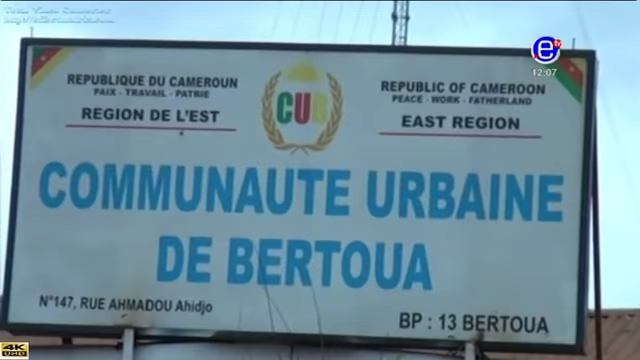 REPUBLIQUE DU CAMEROUN
PAIX - TRAVAIL - PATRIE
REGION DE L'EST
CUB
REPUBLIC OF CAMEROON
PEACE - WORK - FATHERLAND
EAST REGION
COMMUNAUTE URBAINE
DE BERTOUA
N°147, RUE AHMADOU Ahidjo
BP : 13 BERTOUA
e tv
12:07
4K
UHD